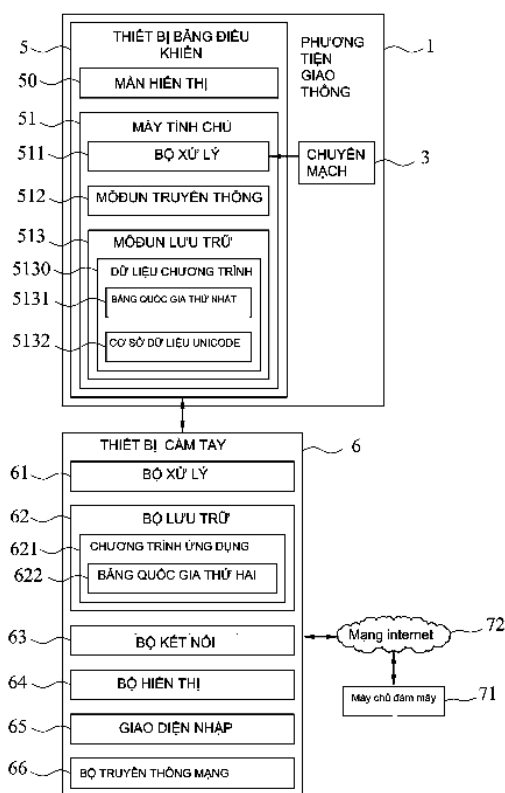 5
THIẾT BỊ BẢNG ĐIỀU
KHIỂN
PHƯƠNG
TIỆN
GIAO
THÔNG
1
50
MÀN HIỂN THỊ
51
MÁY TÍNH CHỦ
511
BỘ XỬ LÝ
CHUYỂN
MẠCH
3
512
MÔĐUN TRUYỀN THÔNG
513
MÔĐUN LƯU TRỮ
5130
DỮ LIỆU CHƯƠNG TRÌNH
5131
BẢNG QUỐC GIA THỨ NHẤT
5132
CƠ SỞ DỮ LIỆU UNICODE
THIẾT BỊ CẦM TAY
6
61
BỘ XỬ LÝ
62
BỘ LƯU TRỮ
621
CHƯƠNG TRÌNH ỨNG DỤNG
622
BẢNG QUỐC GIA THỨ HAI
63
BỘ KẾT NỐI
Mạng internet
72
64
BỘ HIỂN THỊ
Máy chủ đám mây
71
65
GIAO DIỆN NHẬP
66
BỘ TRUYỀN THÔNG MẠNG